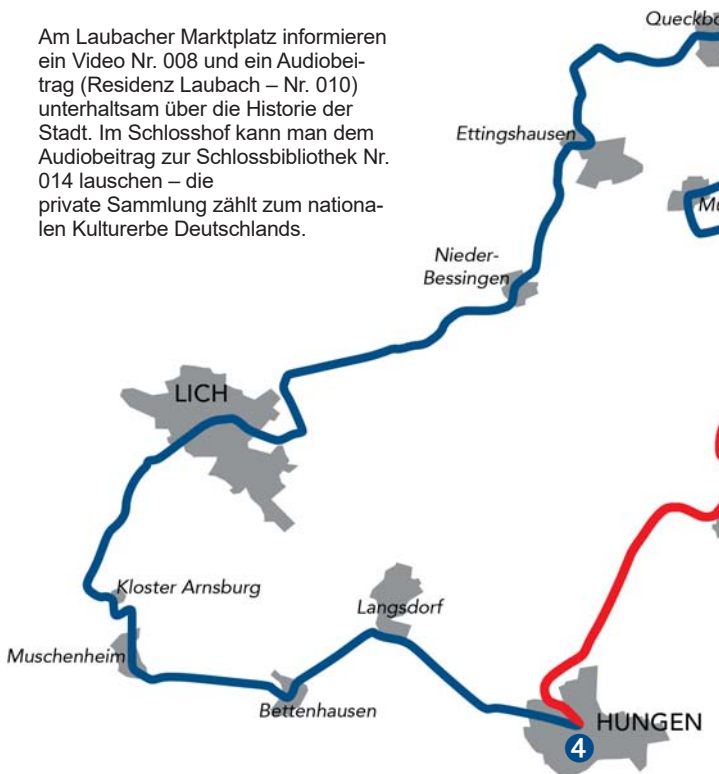 Am Laubacher Marktplatz informieren
ein Video Nr. 008 und ein Audiobei-
trag (Residenz Laubach – Nr. 010)
unterhaltsam über die Historie der
Stadt. Im Schlosshof kann man dem
Audiobeitrag zur Schlossbibliothek Nr.
014 lauschen – die
private Sammlung zählt zum nationa-
len Kulturerbe Deutschlands.
Ettingshausen
Nieder-
Bessingen
LICH
Kloster Arnsburg
Langsdorf
Muschenheim
Bettenhausen
HUNGEN
4